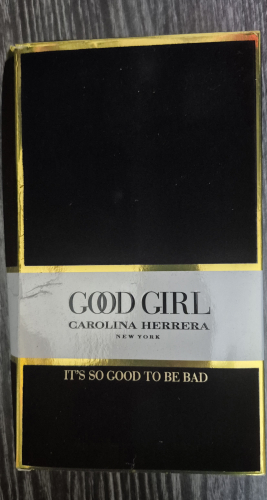 GOOD GIRL
CAROLINA HERRERA
NEW YORK
IT'S SO GOOD TO BE BAD